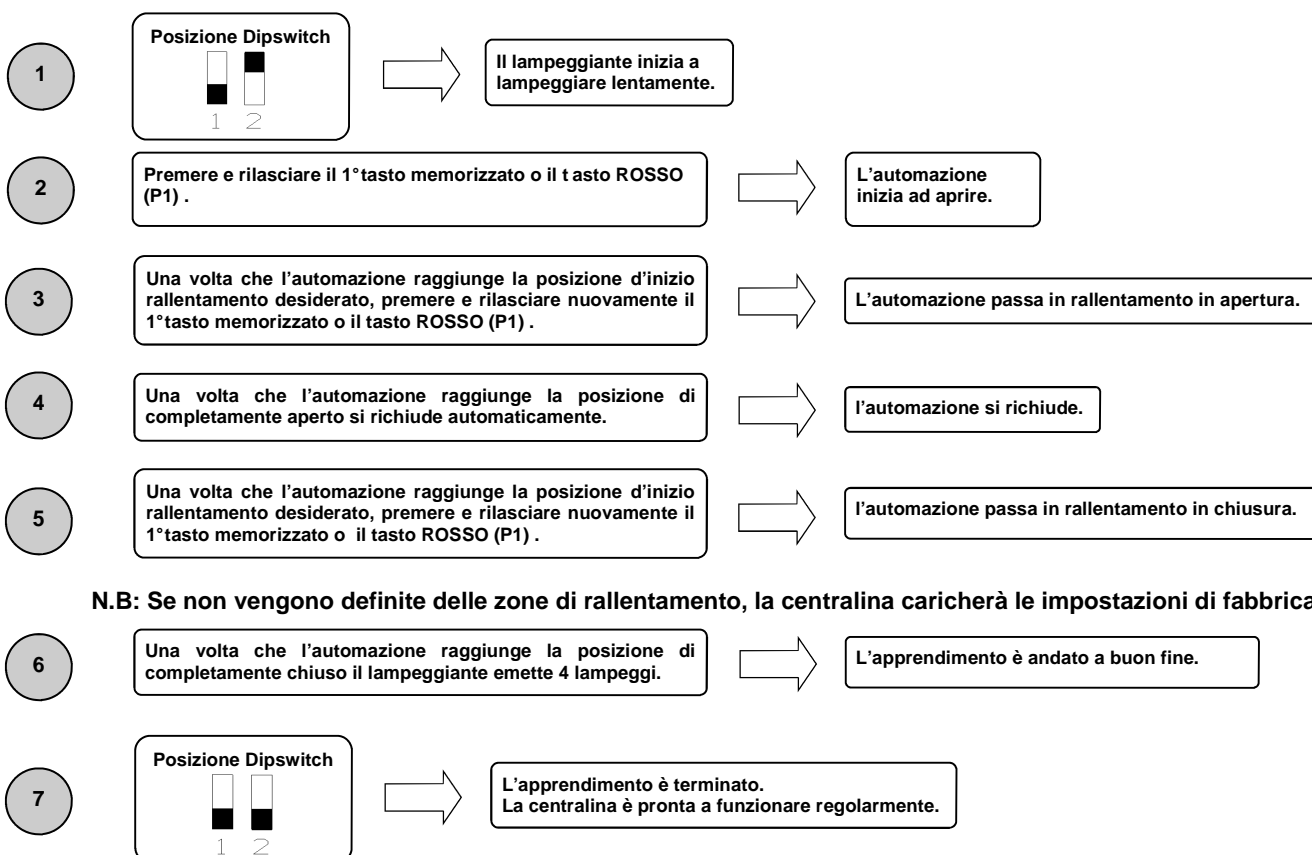 1
Posizione Dipswitch
1 2
Il lampeggiante inizia a
lampeggiare lentamente.
2
Premere e rilasciare il 1°tasto memorizzato o il t asto ROSSO
(P1) .
L'automazione
inizia ad aprire.
3
Una volta che l'automazione raggiunge la posizione d'inizio
rallentamento desiderato, premere e rilasciare nuovamente il
1°tasto memorizzato o il tasto ROSSO (P1) .
L'automazione passa in rallentamento in apertura.
4
Una volta che l'automazione raggiunge la posizione di
completamente aperto si richiude automaticamente.
l'automazione si richiude.
5
Una volta che l'automazione raggiunge la posizione d'inizio
rallentamento desiderato, premere e rilasciare nuovamente il
1°tasto memorizzato o il tasto ROSSO (P1) .
l'automazione passa in rallentamento in chiusura.
N.B: Se non vengono definite delle zone di rallentamento, la centralina caricherà le impostazioni di fabbrica
6
Una volta che l'automazione raggiunge la posizione di
completamente chiuso il lampeggiante emette 4 lampeggi.
L'apprendimento è andato a buon fine.
7
Posizione Dipswitch
1 2
L'apprendimento è terminato.
La centralina è pronta a funzionare regolarmente.